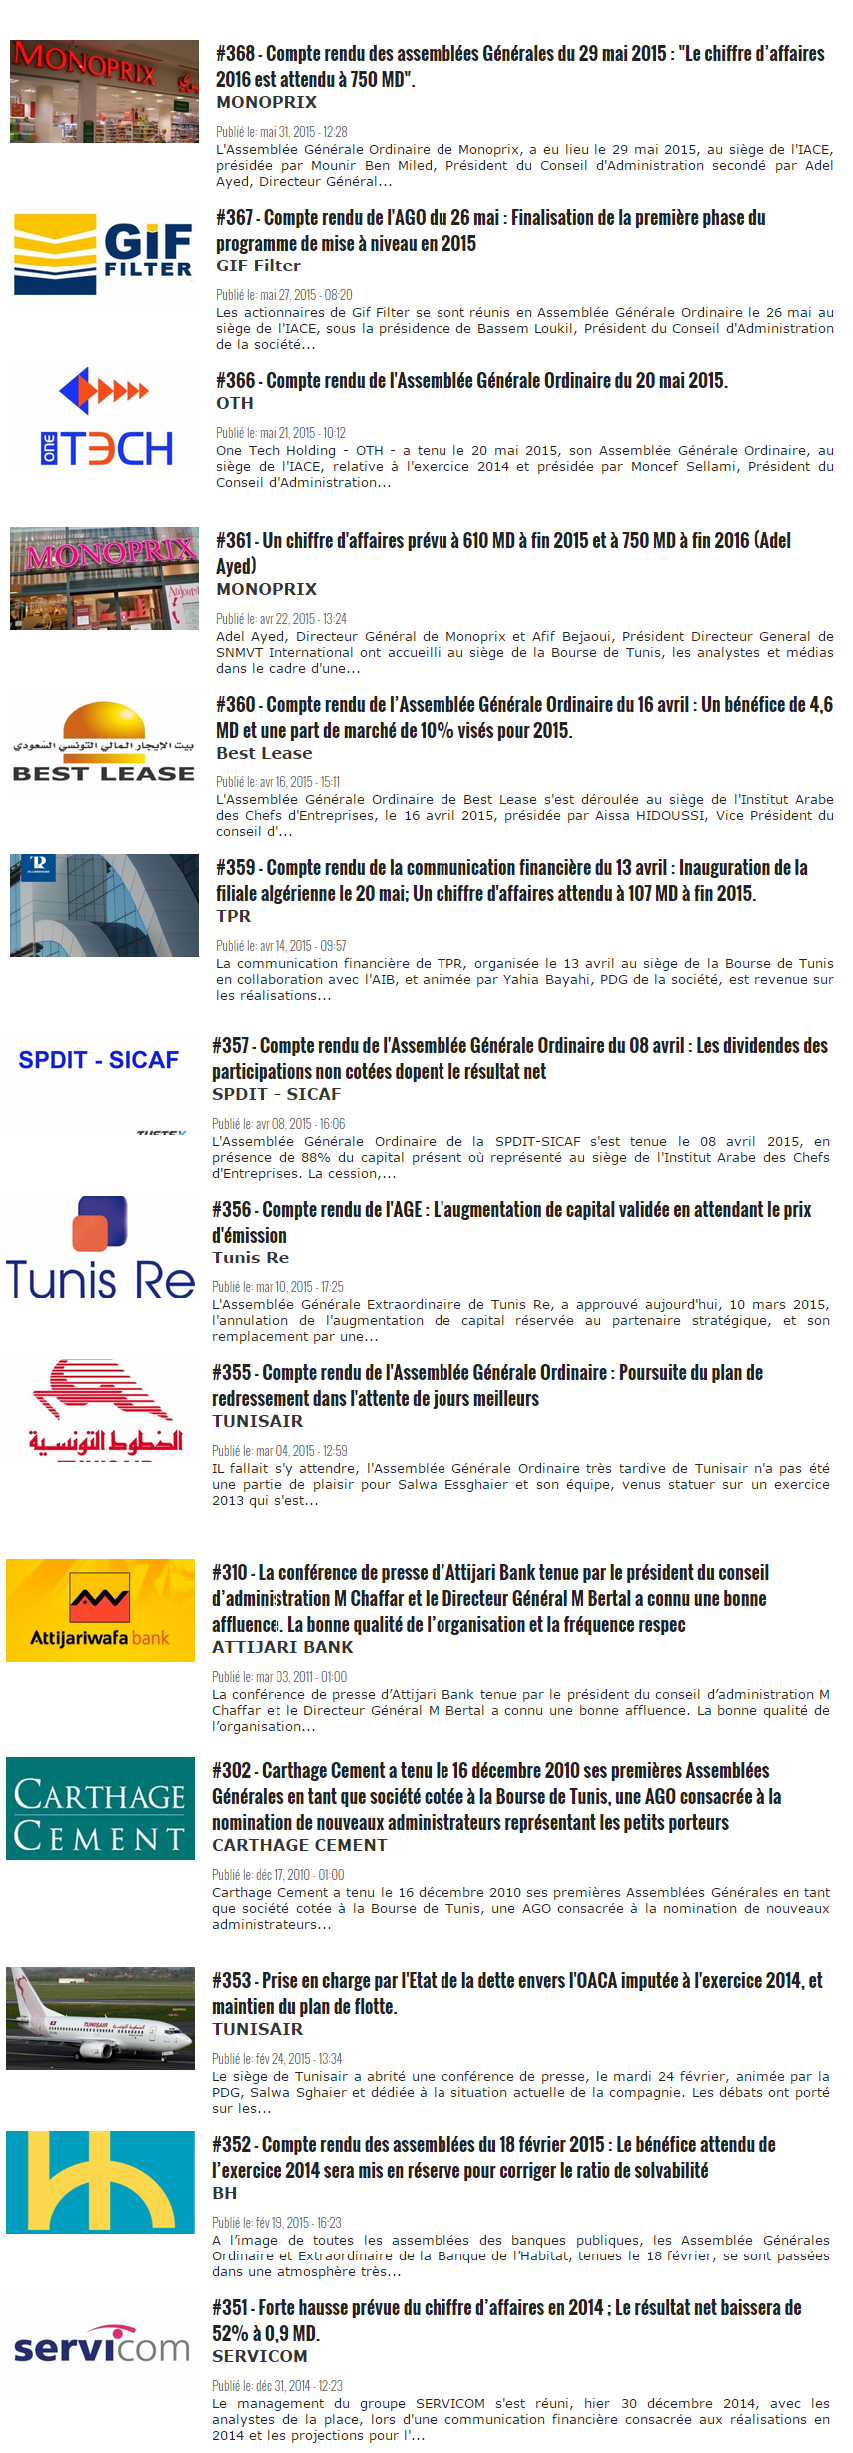 MONOPRIX
#368 - Compte rendu des assemblées Générales du 29 mai 2015 : "Le chiffre d’affaires
2016 est attendu à 750 MD".
MONOPRIX
Publié le: mai 31, 2015 - 12:28
L'Assemblée Générale Ordinaire de Monoprix, a eu lieu le 29 mai 2015, au siège de l'IACE,
présidée par Mounir Ben Miled, Président du Conseil d'Administration secondé par Adel
Ayed, Directeur Général...
GIF
FILTER
#367 - Compte rendu de l'AGO du 26 mai : Finalisation de la première phase du
programme de mise à niveau en 2015
GIF Filter
Publié le: mai 27, 2015 - 08:20
Les actionnaires de Gif Filter se sont réunis en Assemblée Générale Ordinaire le 26 mai au
siège de l'IACE, sous la présidence de Bassem Loukil, Président du Conseil d'Administration
de la société...
ONE TECH
#366 - Compte rendu de l'Assemblée Générale Ordinaire du 20 mai 2015.
OTH
Publié le: mai 21, 2015 - 10:12
One Tech Holding - OTH - a tenu le 20 mai 2015, son Assemblée Générale Ordinaire, au
siège de l'IACE, relative à l'exercice 2014 et présidée par Moncef Sellami, Président du
Conseil d'Administration...
MONOPRIX
#361 - Un chiffre d'affaires prévu à 610 MD à fin 2015 et à 750 MD à fin 2016 (Adel
Ayed)
MONOPRIX
Publié le: avr 22, 2015 - 13:24
Adel Ayed, Directeur Général de Monoprix et Afif Bejaoui, Président Directeur General de
SNMVT International ont accueilli au siège de la Bourse de Tunis, les analystes et médias
dans le cadre d'une...
بيت الإيجار المالي التونسي السعودي
BEST LEASE
#360 - Compte rendu de l’Assemblée Générale Ordinaire du 16 avril : Un bénéfice de 4,6
MD et une part de marché de 10% visés pour 2015.
Best Lease
Publié le: avr 16, 2015 - 15:11
L'Assemblée Générale Ordinaire de Best Lease s'est déroulée au siège de l'Institut Arabe
des Chefs d'Entreprises, le 16 avril 2015, présidée par Aissa HIDOUSSI, Vice Président du
conseil d'...
#359 - Compte rendu de la communication financière du 13 avril : Inauguration de la
filiale algérienne le 20 mai; Un chiffre d'affaires attendu à 107 MD à fin 2015.
TPR
Publié le: avr 14, 2015 - 09:57
La communication financière de TPR, organisée le 13 avril au siège de la Bourse de Tunis
en collaboration avec l'AIB, et animée par Yahia Bayahi, PDG de la société, est revenue sur
les réalisations...
SPDIT - SICAF
#357 - Compte rendu de l'Assemblée Générale Ordinaire du 08 avril : Les dividendes des
participations non cotées dopent le résultat net
SPDIT - SICAF
Publié le: avr 08, 2015 - 16:06
L'Assemblée Générale Ordinaire de la SPDIT-SICAF s'est tenue le 08 avril 2015, en
présence de 88% du capital présent où représenté au siège de l'Institut Arabe des Chefs
d'Entreprises. La cession,...
Tunis Re
#356 - Compte rendu de l'AGE : L'augmentation de capital validée en attendant le prix
d'émission
Tunis Re
Publié le: mar 10, 2015 - 17:25
L'Assemblée Générale Extraordinaire de Tunis Re, a approuvé aujourd'hui, 10 mars 2015,
l'annulation de l'augmentation de capital réservée au partenaire stratégique, et son
remplacement par une...
الخطوط التونسية
#355 - Compte rendu de l'Assemblée Générale Ordinaire : Poursuite du plan de
redressement dans l'attente de jours meilleurs
TUNISAIR
Publié le: mar 04, 2015 - 12:59
IL fallait s'y attendre, l'Assemblée Générale Ordinaire très tardive de Tunisair n'a pas été
une partie de plaisir pour Salwa Essghaier et son équipe, venus statuer sur un exercice
2013 qui s'est...
Attijariwafa bank
#310 - La conférence de presse d’Attijari Bank tenue par le président du conseil
d’administration M Chaffar et le Directeur Général M Bertal a connu une bonne
affluence. La bonne qualité de l’organisation et la fréquence respec
ATTIJARI BANK
Publié le: mar 03, 2011 - 01:00
La conférence de presse d’Attijari Bank tenue par le président du conseil d’administration M
Chaffar et le Directeur Général M Bertal a connu une bonne affluence. La bonne qualité de
l’organisation...
CARTHAGE
CEMENT
#302 - Carthage Cement a tenu le 16 décembre 2010 ses premières Assemblées
Générales en tant que société cotée à la Bourse de Tunis, une AGO consacrée à la
nomination de nouveaux administrateurs représentant les petits porteurs
CARTHAGE CEMENT
Publié le: déc 17, 2010 - 01:00
Carthage Cement a tenu le 16 décembre 2010 ses premières Assemblées Générales en tant
que société cotée à la Bourse de Tunis, une AGO consacrée à la nomination de nouveaux
administrateurs...
TUNISAIR
#353 - Prise en charge par l'Etat de la dette envers l'OACA imputée à l'exercice 2014, et
maintien du plan de flotte.
TUNISAIR
Publié le: fév 24, 2015 - 13:34
Le siège de Tunisair a abrité une conférence de presse, le mardi 24 février, animée par la
PDG, Salwa Sghaier et dédiée à la situation actuelle de la compagnie. Les débats ont porté
sur les...
#352 - Compte rendu des assemblées du 18 février 2015 : Le bénéfice attendu de
l’exercice 2014 sera mis en réserve pour corriger le ratio de solvabilité
BH
Publié le: fév 19, 2015 - 16:23
A l’image de toutes les assemblées des banques publiques, les Assemblée Générales
Ordinaire et Extraordinaire de la Banque de l’Habitat, tenues le 18 février, se sont passées
dans une atmosphère très...
servicom
#351 - Forte hausse prévue du chiffre d’affaires en 2014 ; Le résultat net baissera de
52% à 0,9 MD.
SERVICOM
Publié le: déc 31, 2014 - 12:23
Le management du groupe SERVICOM s'est réuni, hier 30 décembre 2014, avec les
analystes de la place, lors d'une communication financière consacrée aux réalisations en
2014 et les projections pour l'...